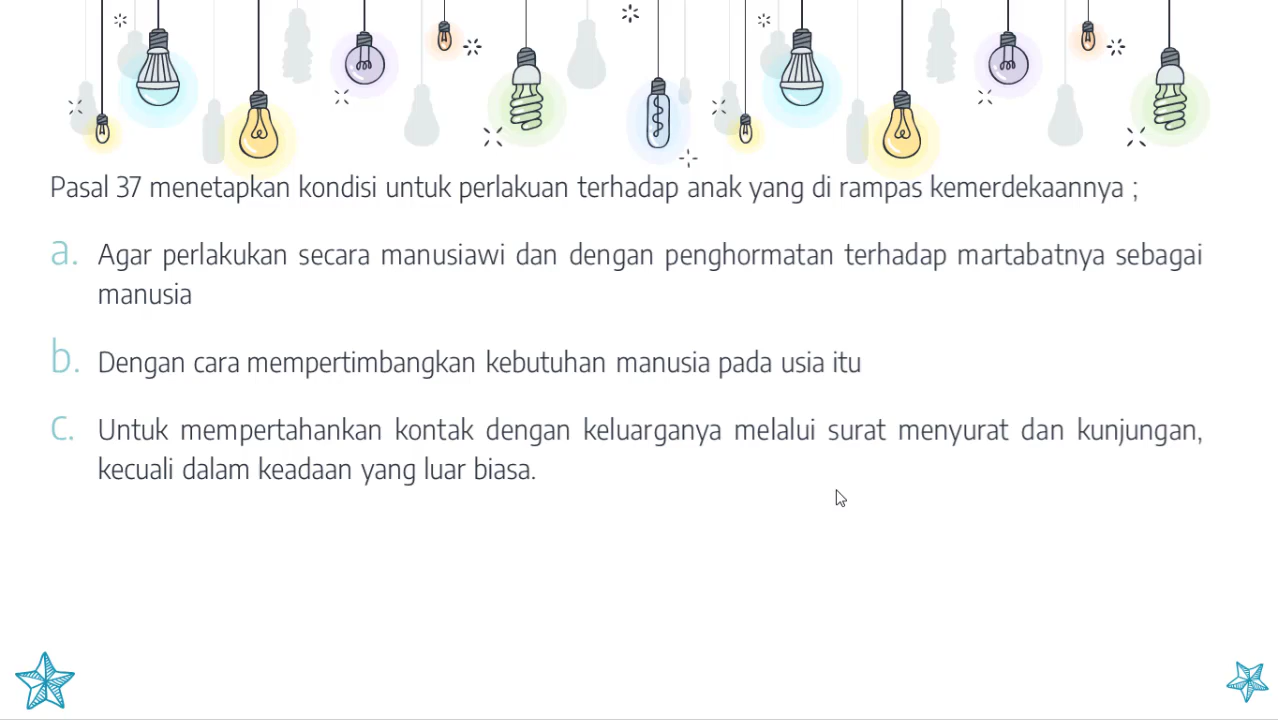 Pasal 37 menetapkan kondisi untuk perlakuan terhadap anak yang di rampas kemerdekaannya ;
a. Agar perlakukan secara manusiawi dan dengan penghormatan terhadap martabatnya sebagai
manusia
b. Dengan cara mempertimbangkan kebutuhan manusia pada usia itu
c. Untuk mempertahankan kontak dengan keluarganya melalui surat menyurat dan kunjungan,
kecuali dalam keadaan yang luar biasa.